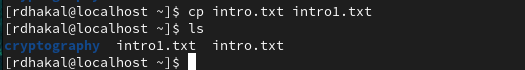 [rdhakal@localhost ~]$ cp intro.txt intro1.txt
[rdhakal@localhost ~]$ ls
cryptography  intro1.txt  intro.txt
[rdhakal@localhost ~]$